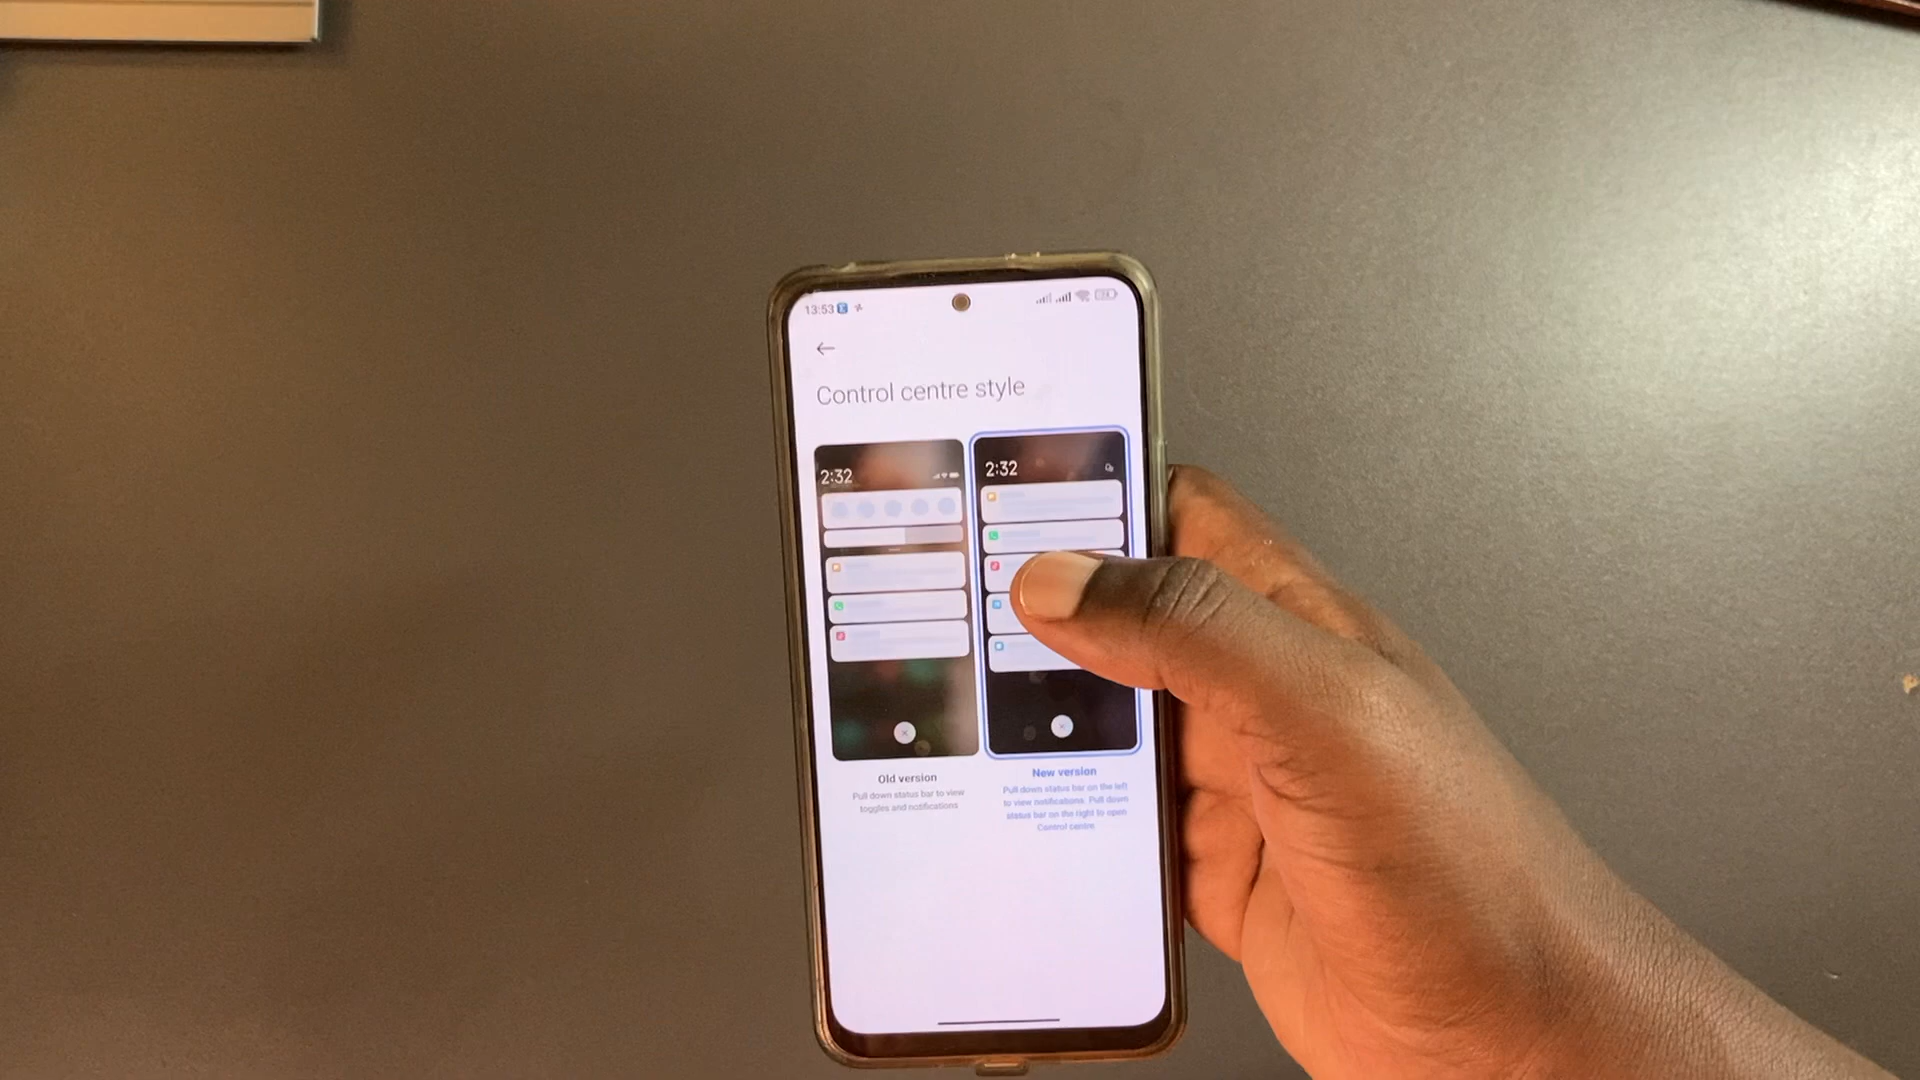 13:53
Control centre style
2:32
2:32
Old version
Pull down status bar to view
toggles and notifications
New version
Pull down status bar on the left
to view notifications. Pull down
status bar on the right to open
Control centre